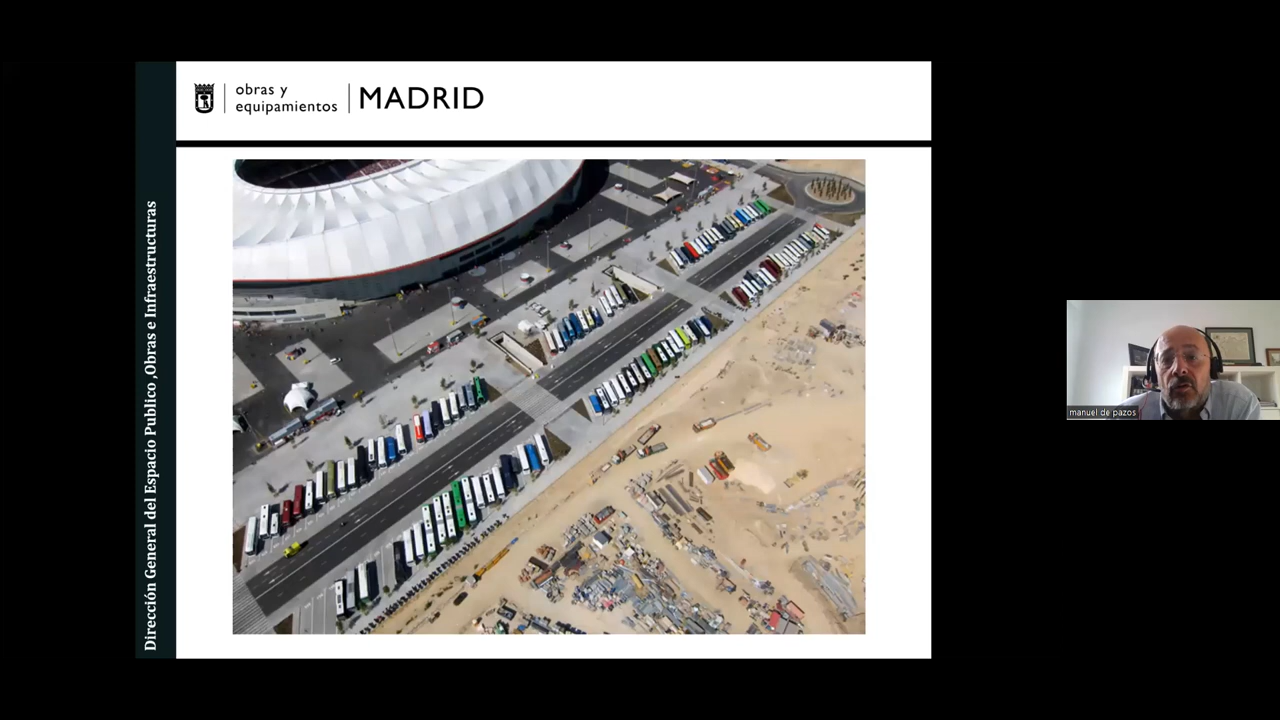 obras y
equipamientos
MADRID
Dirección General del Espacio Publico ,Obras e Infraestructuras
manuel de pazos